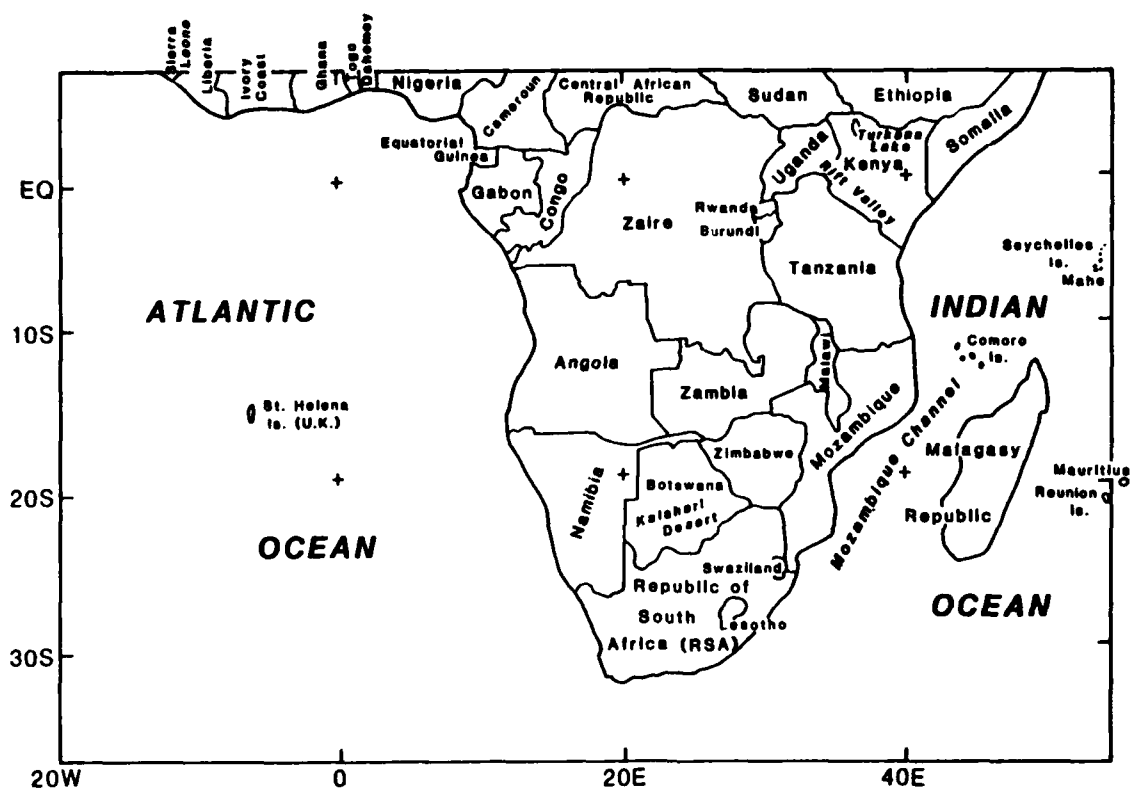 Sierra
Leone
Liberia
Ivory
Coast
Ghana
Togo
Dahomey
Nigeria
Cameroun
Central African
Republic
Sudan
Ethiopia
Somalia
Equatorial
Guinea
Gabon
Congo
Zaire
Uganda
Turkana
Lake
Kenya
Rift Valley
Rwanda
Burundi
Tanzania
Seychelles
Is.
Mahe
EQ
ATLANTIC
INDIAN
10S
Comoro
Is.
Angola
Zambia
Malawi
Mozambique
Mozambique Channel
St. Helena
Is. (U.K.)
Malagasy
Republic
Mauritius
Reunion
Is.
Zimbabwe
Namibia
Botswana
Kalahari
Desert
20S
OCEAN
Swaziland
Republic of
South
Africa (RSA)
Lesotho
OCEAN
30S
20W
0
20E
40E